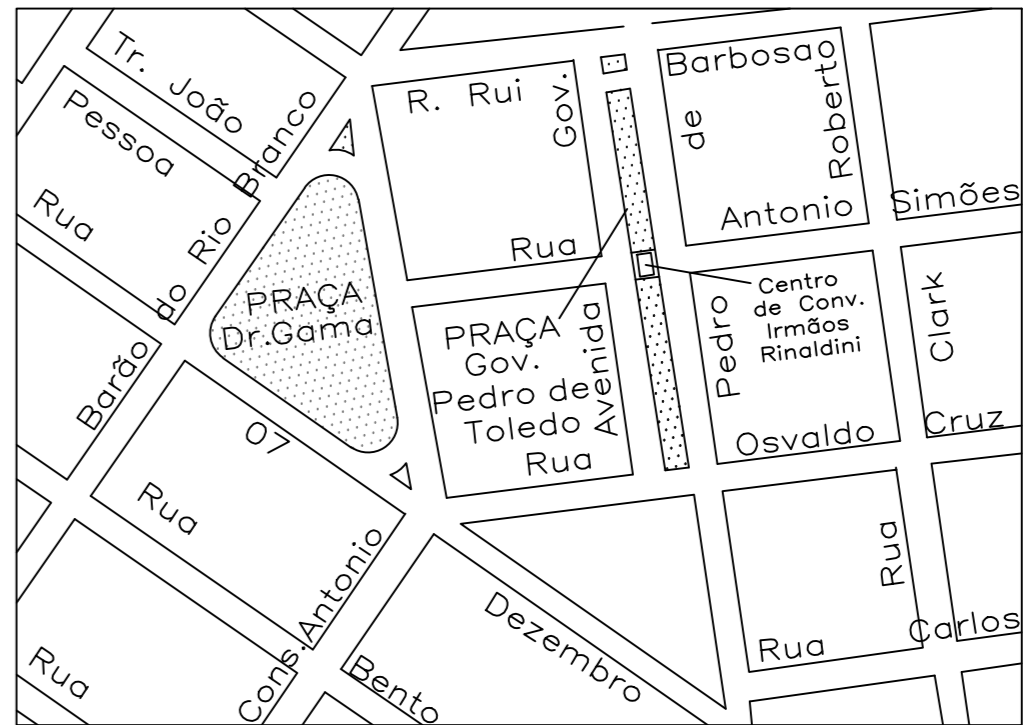 Tr. João
Pessoa
Rua
Barão
do
Rio
Branco
R. Rui
Barbosa
Gov.
de
Roberto
Rua
Antonio
Simões
PRAÇA
Dr.Gama
PRAÇA
Gov.
Pedro de
Toledo
Avenida
Pedro
Centro
de Conv.
Irmãos
Rinaldini
Clark
Rua
Osvaldo
Cruz
07
Rua
Cons. Antonio
Dezembro
Rua
Rua
Carlos
Rua
Bento